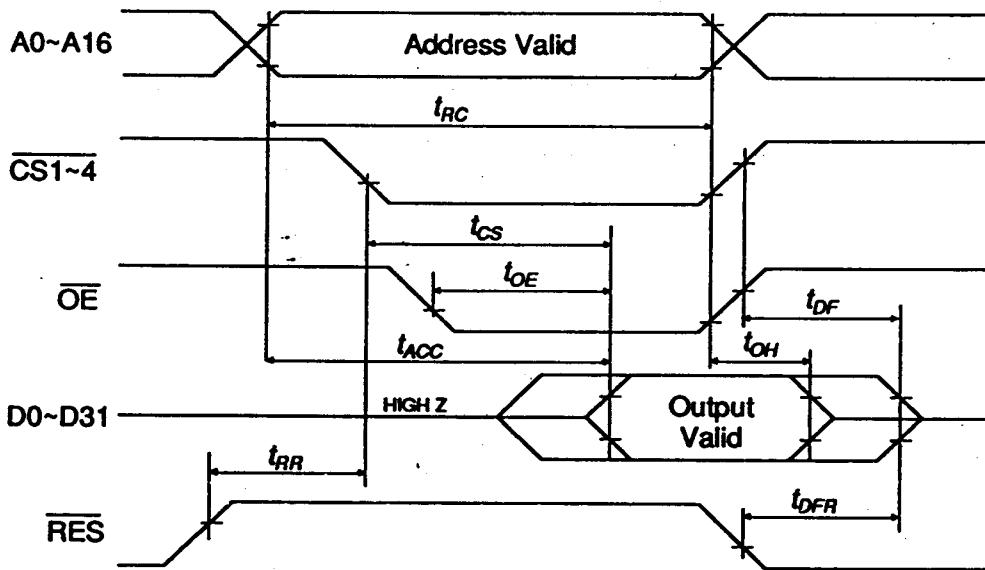 A0~A16
Address Valid
tRC
CS1~4
tCS
OE
tOE
tDF
tACC
tOH
D0~D31
HIGH Z
Output
Valid
tRR
tDFR
RES